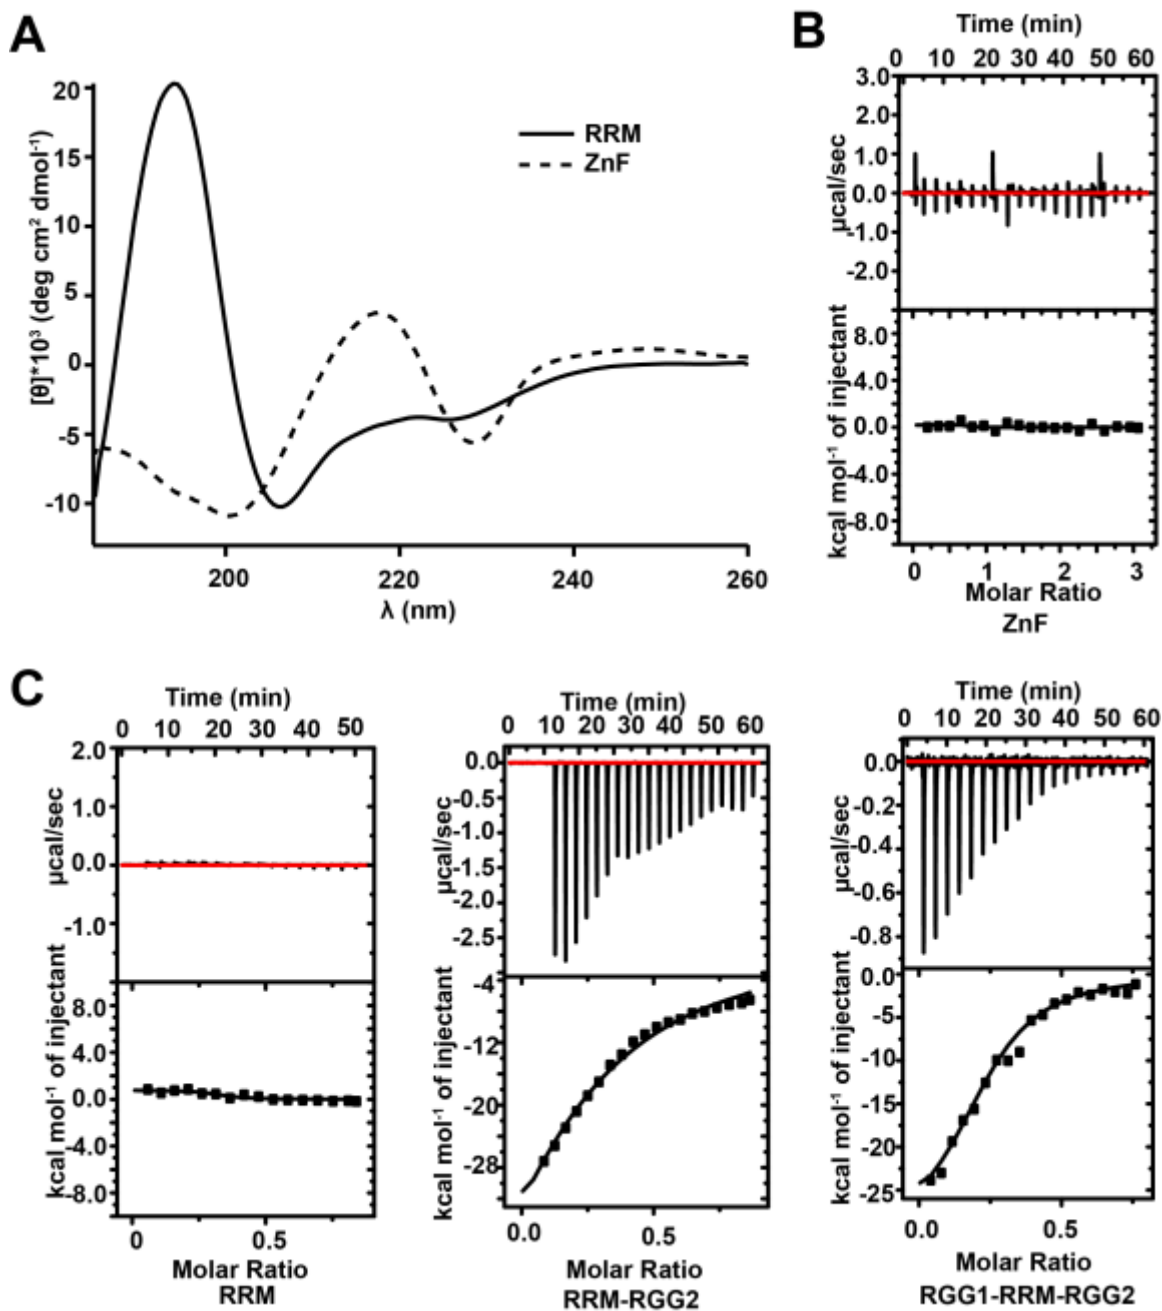 A
[θ]*10³ (deg cm² dmol⁻¹)
20
15
10
5
0
-5
-10
200 220 240 260
λ (nm)
RRM
ZnF
B
Time (min)
0 10 20 30 40 50 60
µcal/sec
3.0
2.0
1.0
0.0
-1.0
-2.0
kcal mol⁻¹ of injectant
8.0
4.0
0.0
-4.0
-8.0
0 1 2 3
Molar Ratio
ZnF
C
Time (min)
0 10 20 30 40 50
µcal/sec
2.0
1.0
0.0
-1.0
kcal mol⁻¹ of injectant
8.0
4.0
0.0
-4.0
-8.0
0 0.5
Molar Ratio
RRM
Time (min)
0 10 20 30 40 50 60
µcal/sec
0.0
-0.5
-1.0
-1.5
-2.0
-2.5
kcal mol⁻¹ of injectant
-4
-12
-20
-28
0.0 0.5
Molar Ratio
RRM-RGG2
Time (min)
0 10 20 30 40 50 60
µcal/sec
0.0
-0.2
-0.4
-0.6
-0.8
kcal mol⁻¹ of injectant
0.0
-5
-10
-15
-20
-25
0.0 0.5
Molar Ratio
RGG1-RRM-RGG2